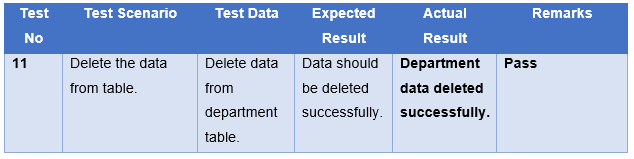 Test No Test Scenario Test Data Expected Result Actual Result Remarks
11 Delete the data from table. Delete data from department table. Data should be deleted successfully. Department data deleted successfully. Pass